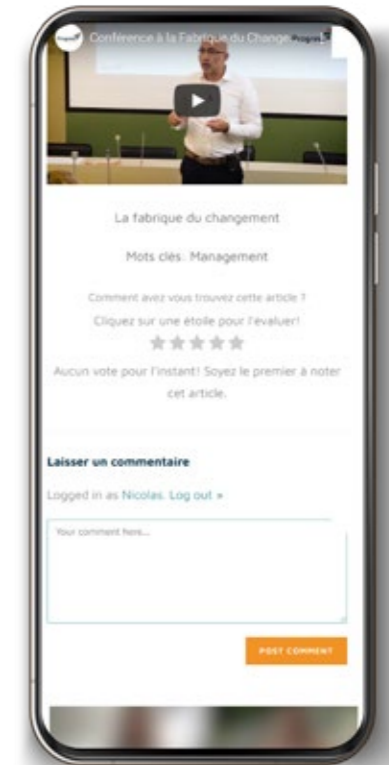 Conférence à la Fabrique du Change
Progress
La fabrique du changement
Mots clés: Management
Comment avez vous trouvez cette article ?
Cliquez sur une étoile pour l'évaluer!
Aucun vote pour l'instant! Soyez le premier à noter
cet article.
Laisser un commentaire
Logged in as Nicolas. Log out »
Your comment here...
POST COMMENT